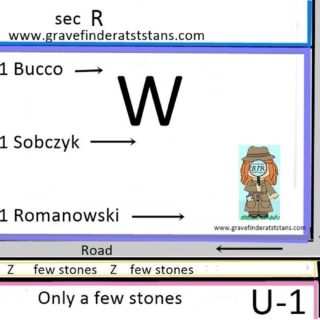 sec R
www.gravefinderatststans.com
1 Bucco
W
1 Sobczyk
1 Romanowski
www.gravefinderatststans.com
Road
Z few stones Z few stones
Only a few stones U-1